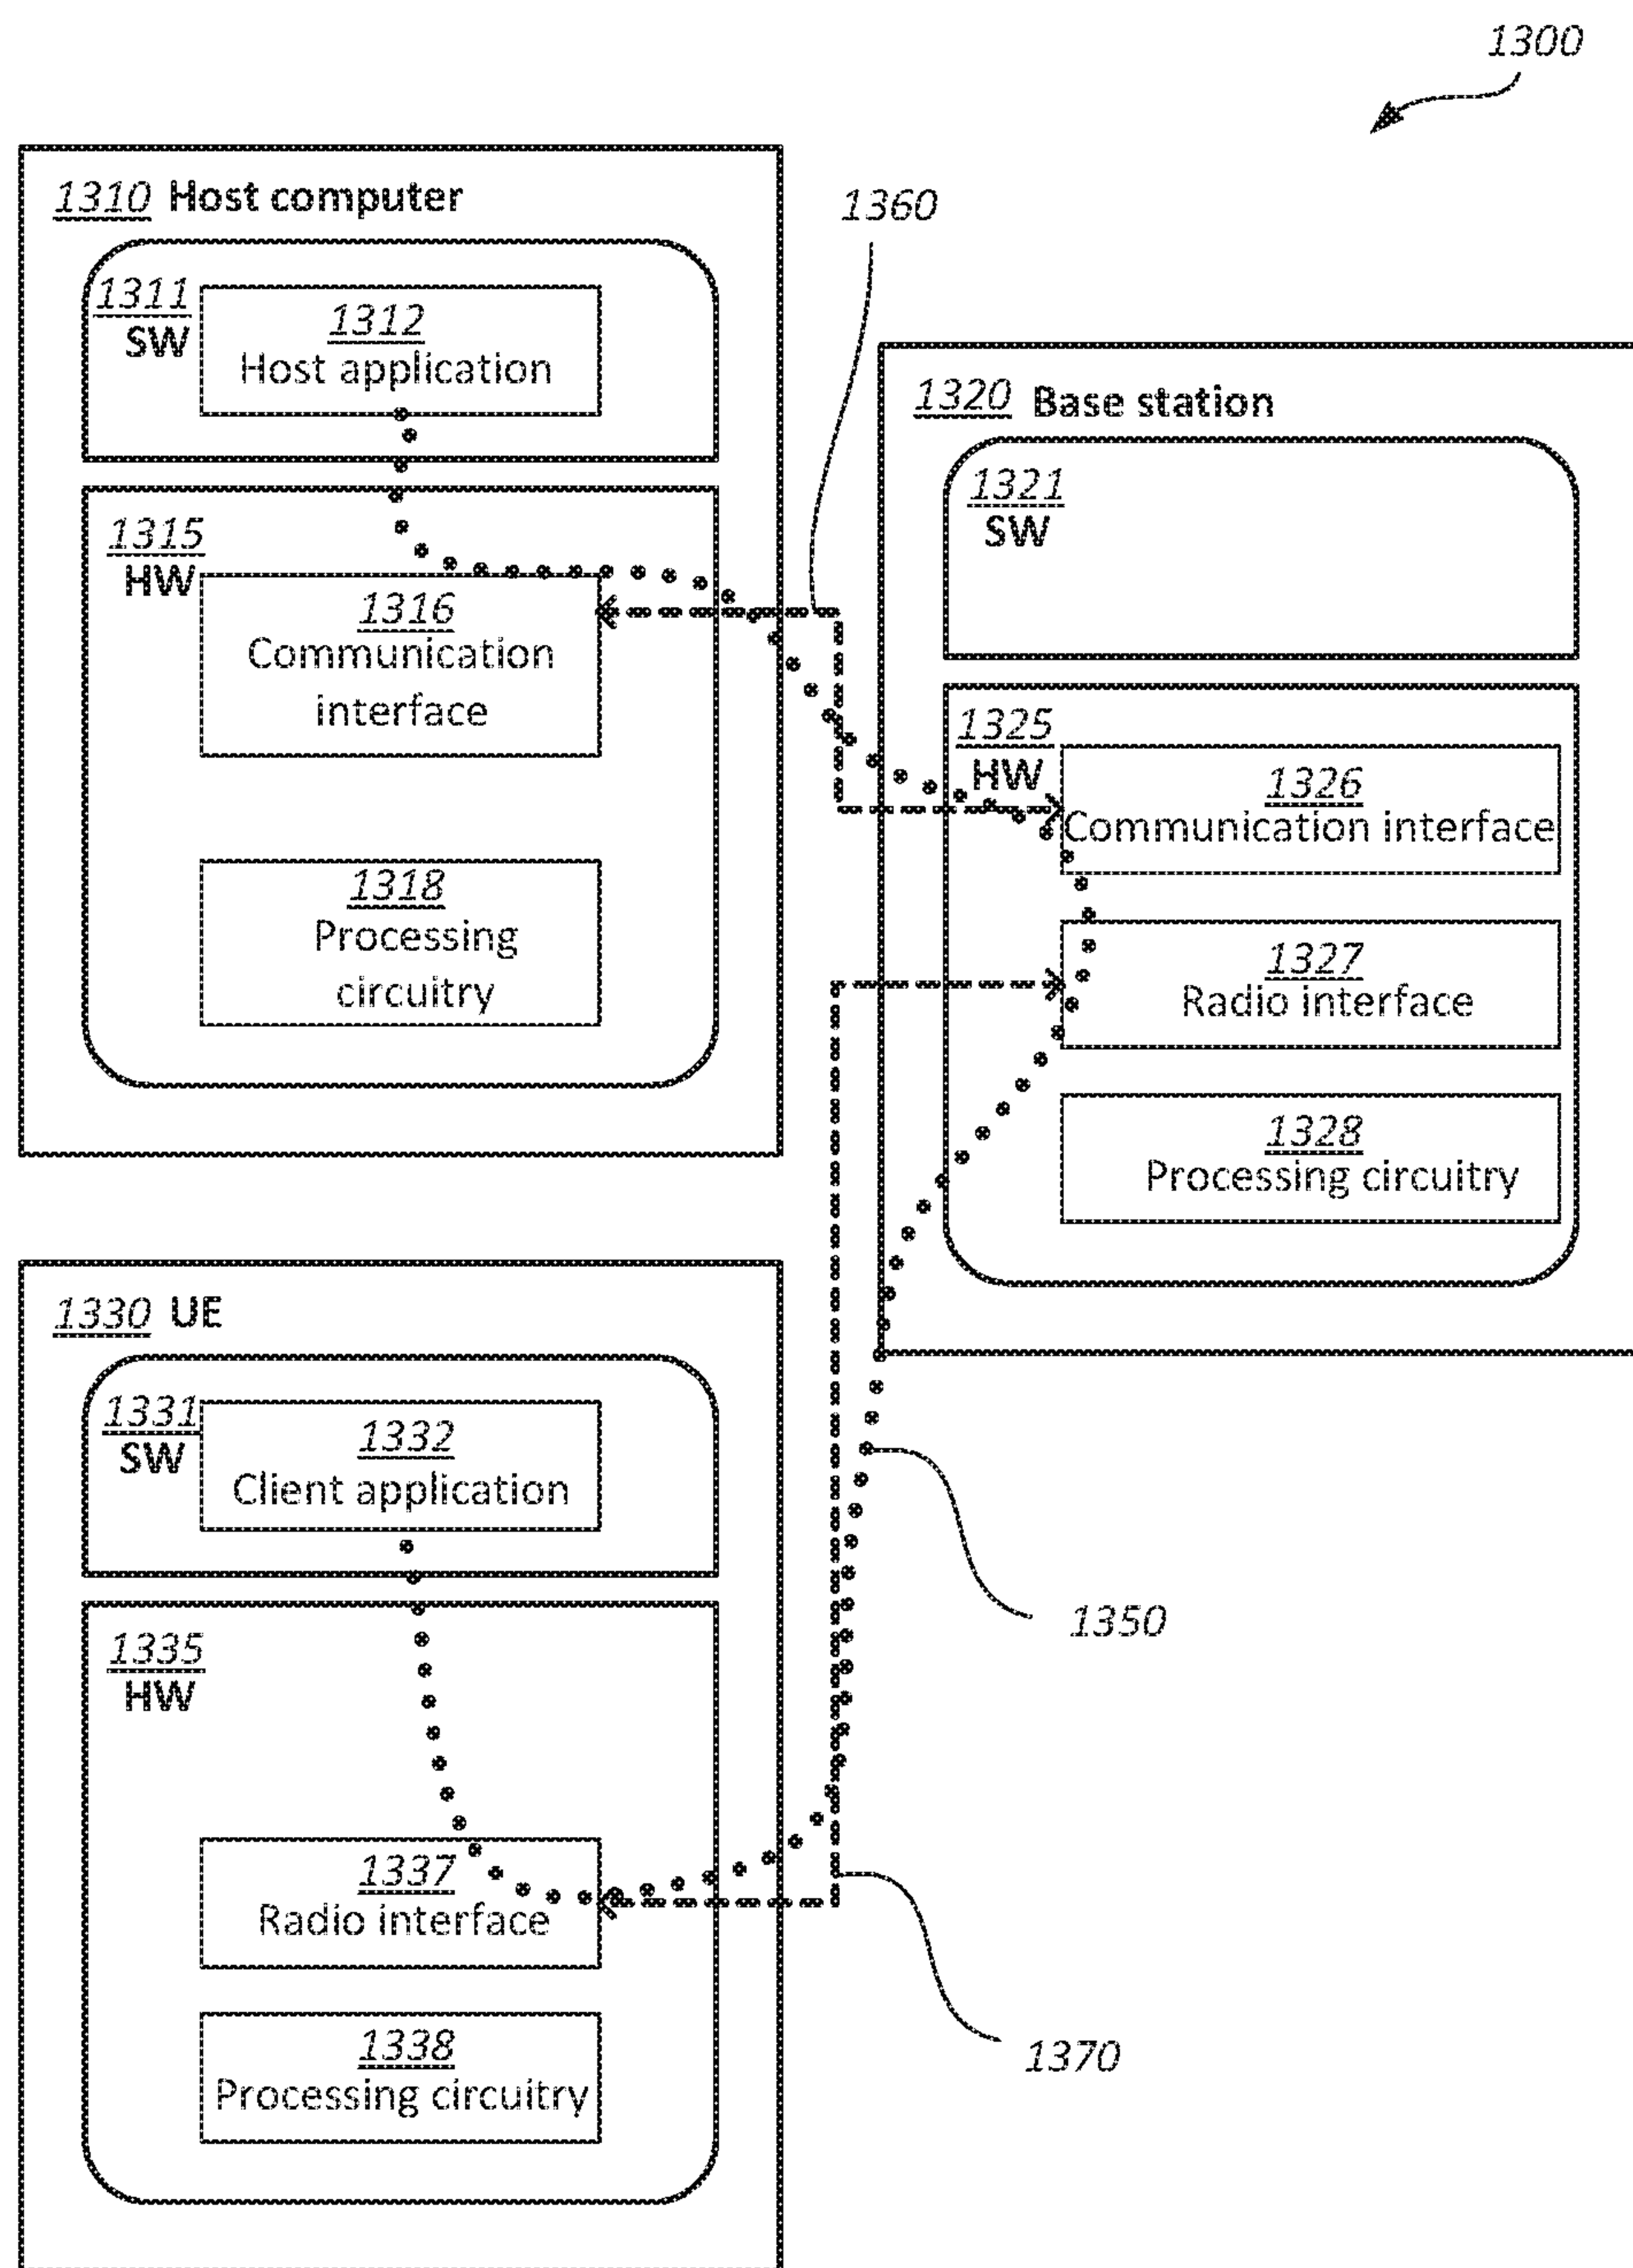 1300
1310 Host computer
1311
SW
1312
Host application
1315
HW
1316
Communication
interface
1318
Processing
circuitry
1360
1320 Base station
1321
SW
1325
HW
1326
Communication interface
1327
Radio interface
1328
Processing circuitry
1330 UE
1331
SW
1332
Client application
1335
HW
1337
Radio interface
1338
Processing circuitry
1350
1370